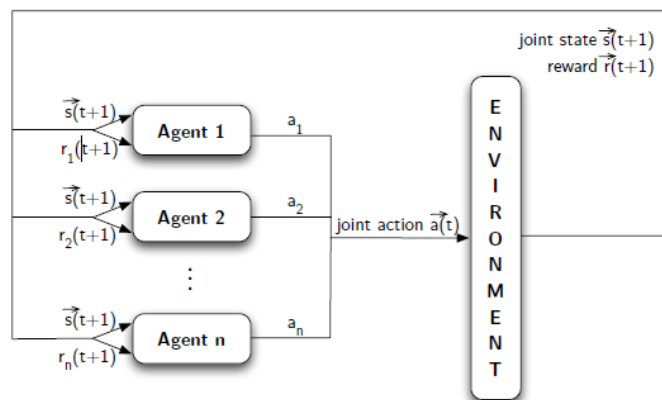 joint state s⃗(t+1)
reward r⃗(t+1)
s⃗(t+1)
Agent 1
r₁(t+1)
a₁
s⃗(t+1)
Agent 2
r₂(t+1)
a₂
joint action a⃗(t)
⋮
s⃗(t+1)
Agent n
rₙ(t+1)
aₙ
ENVIRONMENT